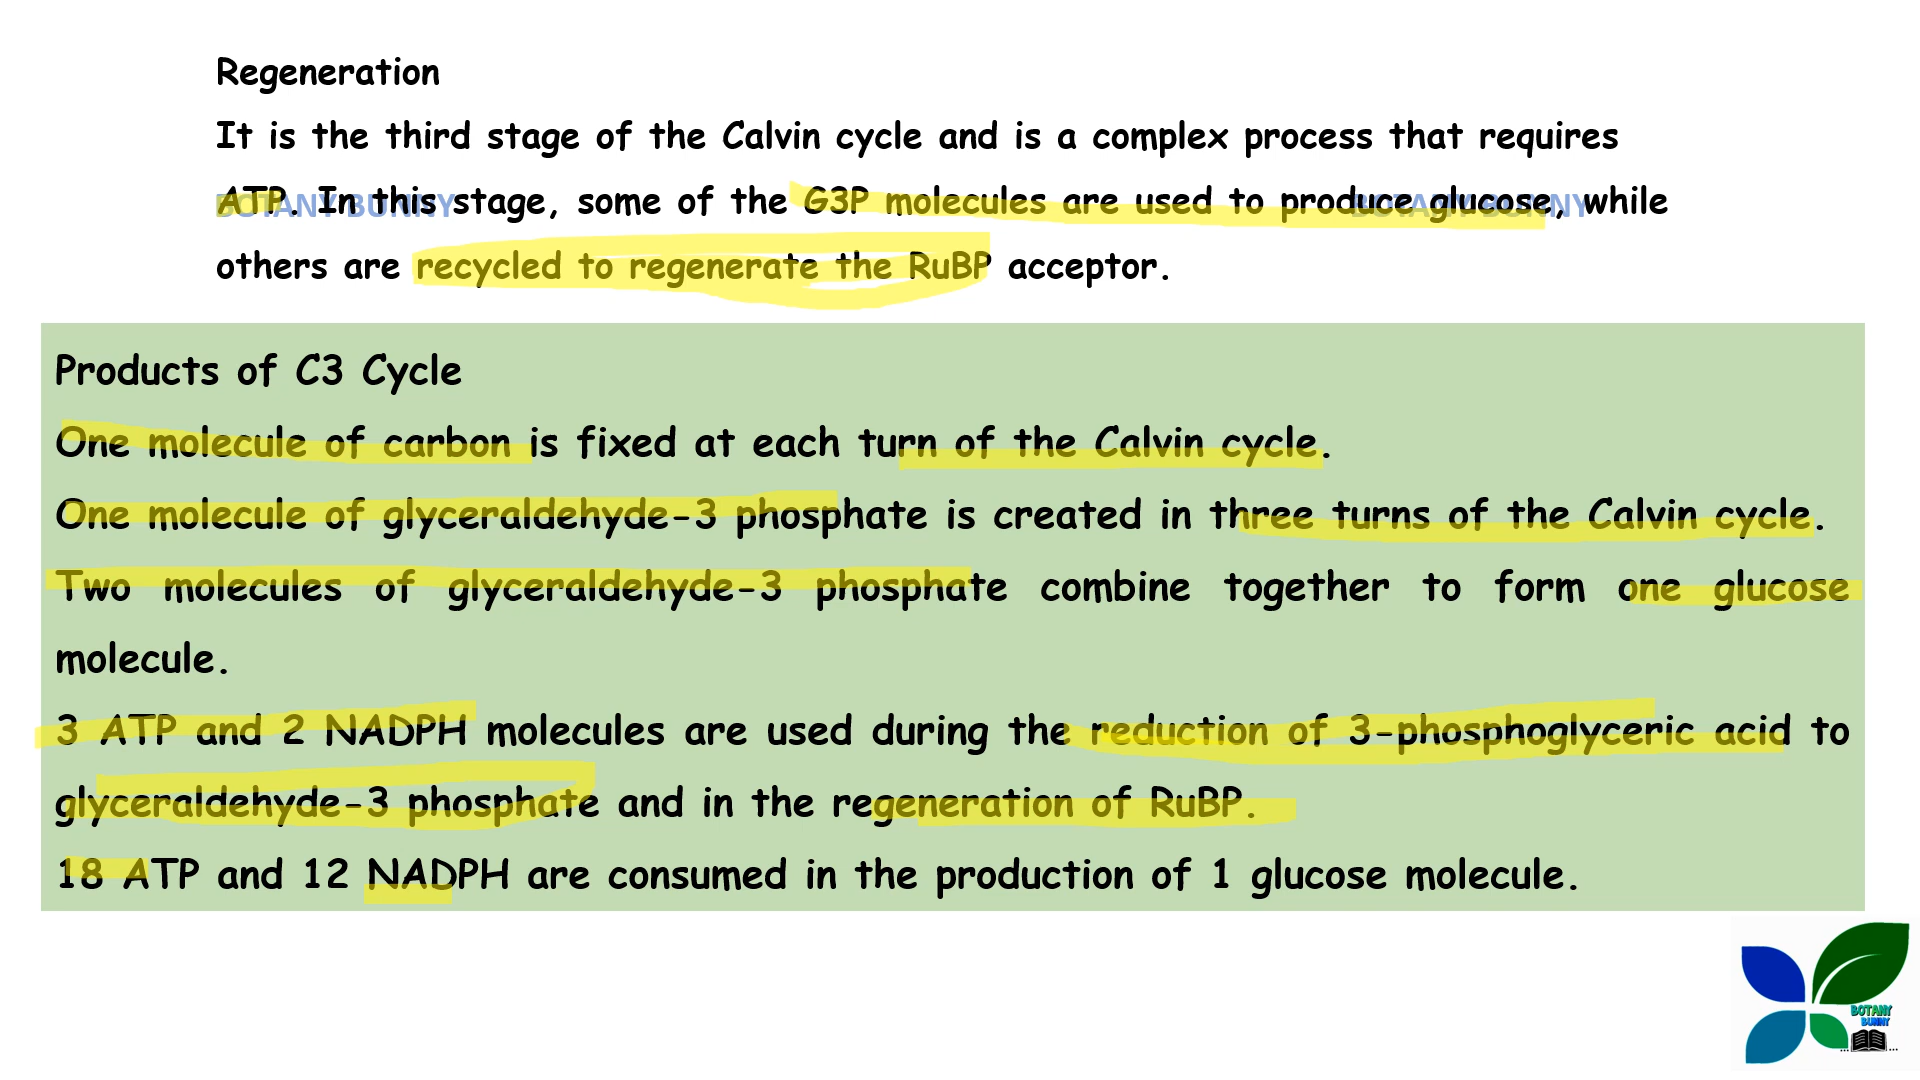 Regeneration
It is the third stage of the Calvin cycle and is a complex process that requires
ATP. In this stage, some of the G3P molecules are used to produce glucose, while
BOTANY BUNNY
BOTANY BUNNY
others are recycled to regenerate the RuBP acceptor.
Products of C3 Cycle
One molecule of carbon is fixed at each turn of the Calvin cycle.
One molecule of glyceraldehyde-3 phosphate is created in three turns of the Calvin cycle.
Two molecules of glyceraldehyde-3 phosphate combine together to form one glucose
molecule.
3 ATP and 2 NADPH molecules are used during the reduction of 3-phosphoglyceric acid to
glyceraldehyde-3 phosphate and in the regeneration of RuBP.
18 ATP and 12 NADPH are consumed in the production of 1 glucose molecule.
BOTANY
BUNNY